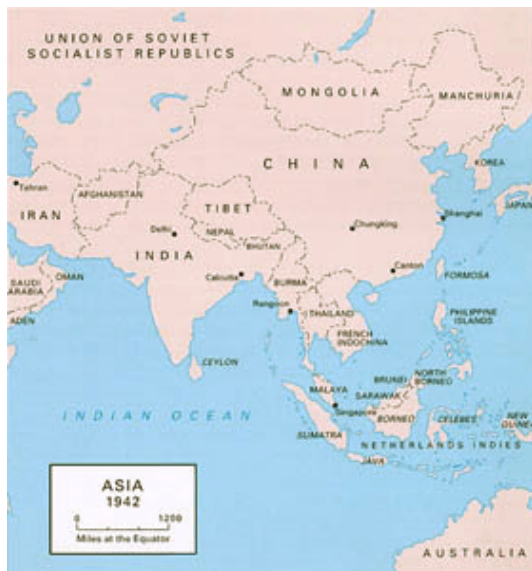 UNION OF SOVIET
SOCIALIST REPUBLICS
MONGOLIA
MANCHURIA
CHINA
KOREA
JAPAN
Tehran
AFGHANISTAN
IRAN
TIBET
Chungking
Shanghai
Delhi
NEPAL
BHUTAN
INDIA
Calcutta
Canton
SAUDI
ARABIA
OMAN
BURMA
FORMOSA
ADEN
Rangoon
THAILAND
PHILIPPINE
ISLANDS
FRENCH
INDOCHINA
CEYLON
MALAYA
BRUNEI
NORTH
BORNEO
SARAWAK
INDIAN OCEAN
Singapore
BORNEO
CELEBES
NEW
GUINEA
SUMATRA
NETHERLANDS INDIES
JAVA
ASIA
1942
0 1200
Miles at the Equator
AUSTRALIA